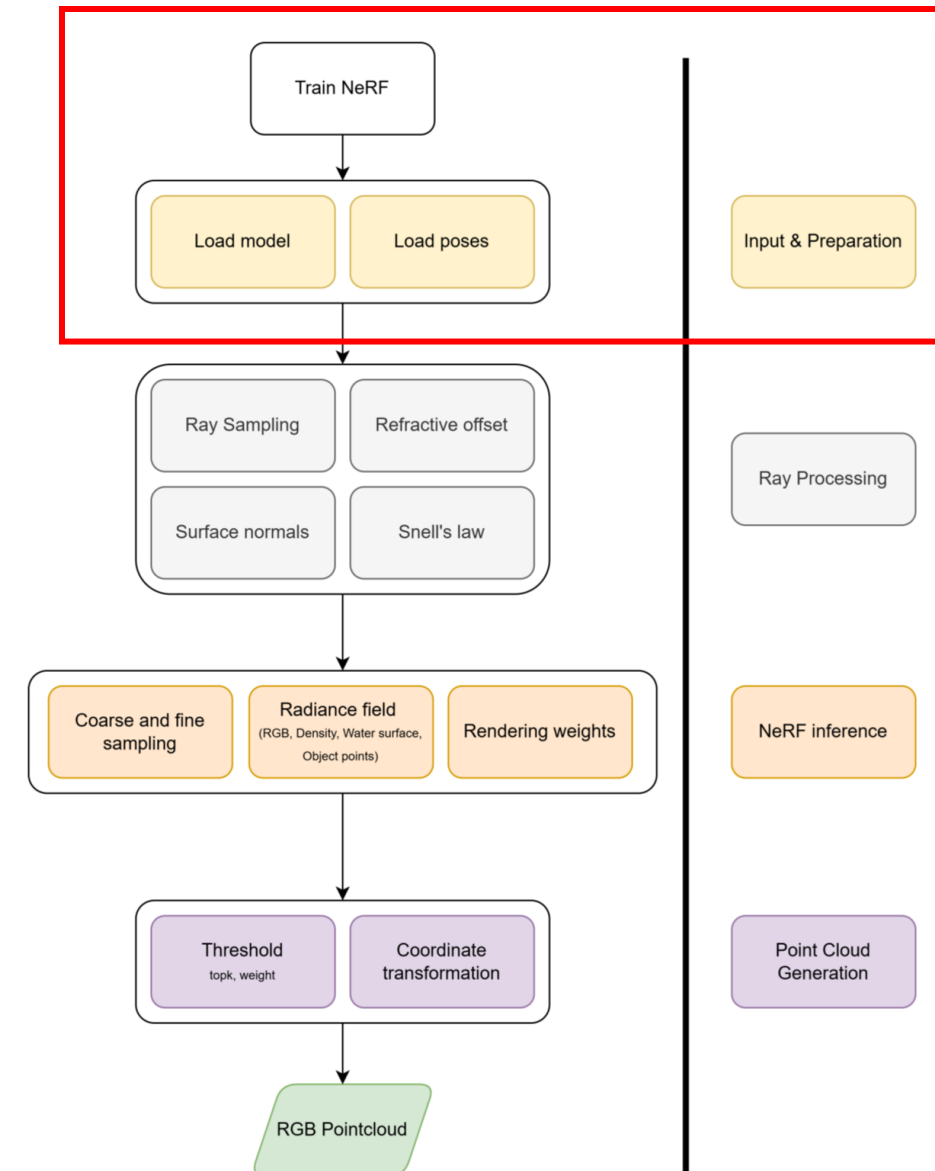 Train NeRF
Load model
Load poses
Input & Preparation
Ray Sampling
Refractive offset
Surface normals
Snell's law
Ray Processing
Coarse and fine
sampling
Radiance field
(RGB, Density, Water surface,
Object points)
Rendering weights
NeRF inference
Threshold
topk, weight
Coordinate
transformation
Point Cloud
Generation
RGB Pointcloud